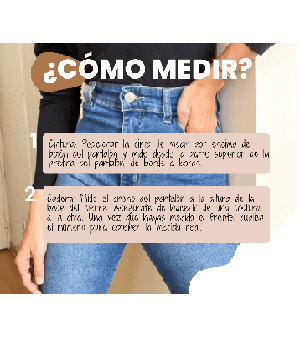 ¿CÓMO MEDIR?
1
Cintura: Posicionar la cinta de medir por encima de
botón del pantalón y mide desde la parte superior de la
pretina del pantalón de borde a borde.
2
Cadera: Mide el ancho del pantalón a la altura de la
base del cierre. Asegúrate de hacerlo de una costura
a la otra. Una vez que hayas medido el frente, duplica
el número para conocer la medida real.